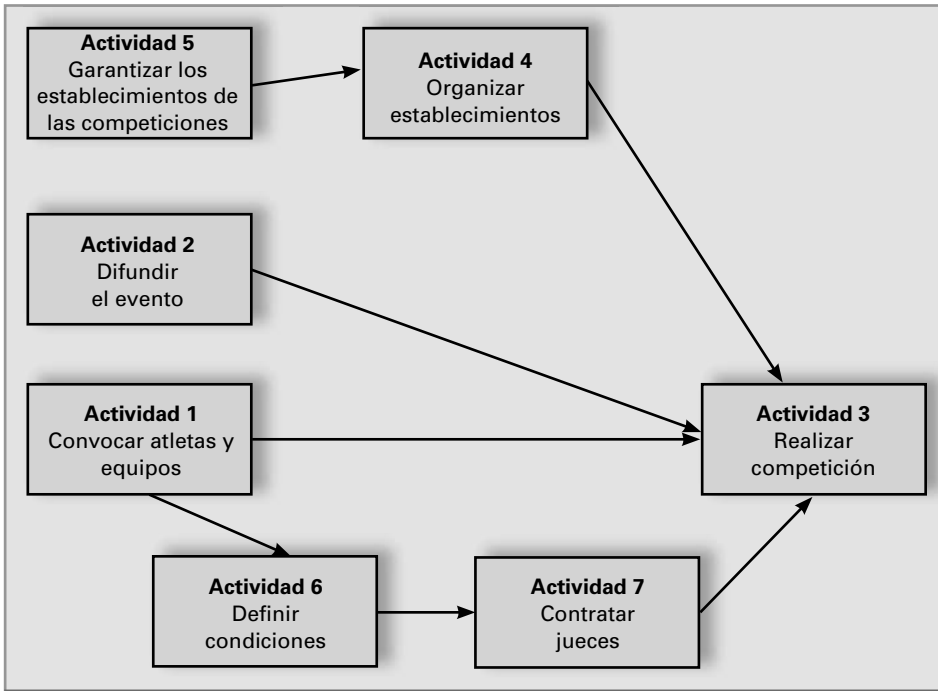 Actividad 5
Garantizar los
establecimientos de
las competiciones
Actividad 4
Organizar
establecimientos
Actividad 2
Difundir
el evento
Actividad 1
Convocar atletas y
equipos
Actividad 3
Realizar
competición
Actividad 6
Definir
condiciones
Actividad 7
Contratar
jueces